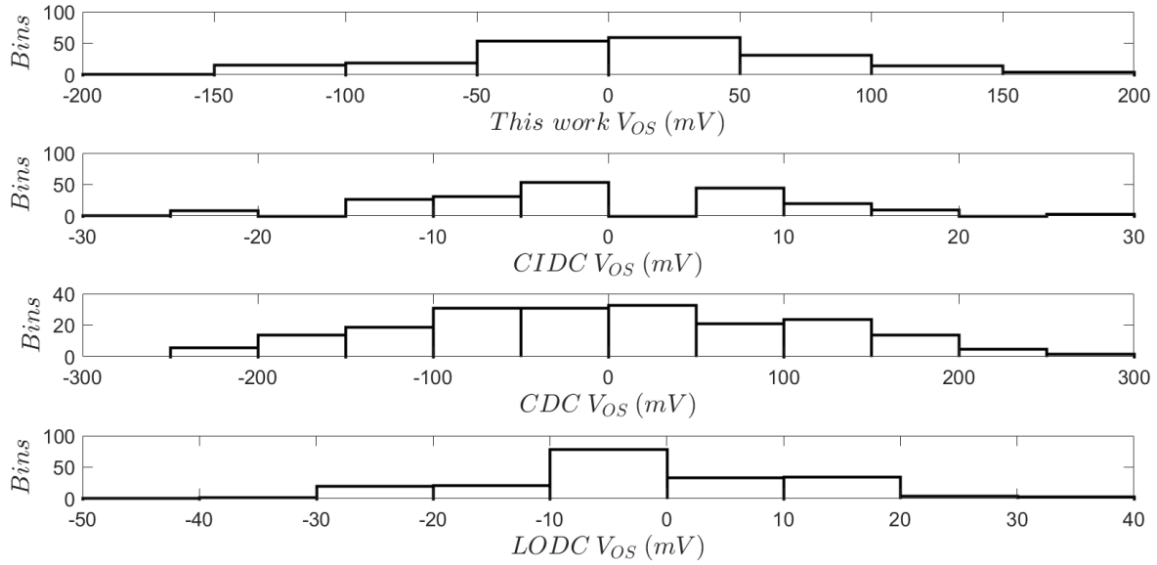 Bins
100
50
0
-200 -150 -100 -50 0 50 100 150 200
This work V_OS (mV)
Bins
100
50
0
-30 -20 -10 0 10 20 30
CIDC V_OS (mV)
Bins
40
20
0
-300 -200 -100 0 100 200 300
CDC V_OS (mV)
Bins
100
50
0
-50 -40 -30 -20 -10 0 10 20 30 40
LODC V_OS (mV)